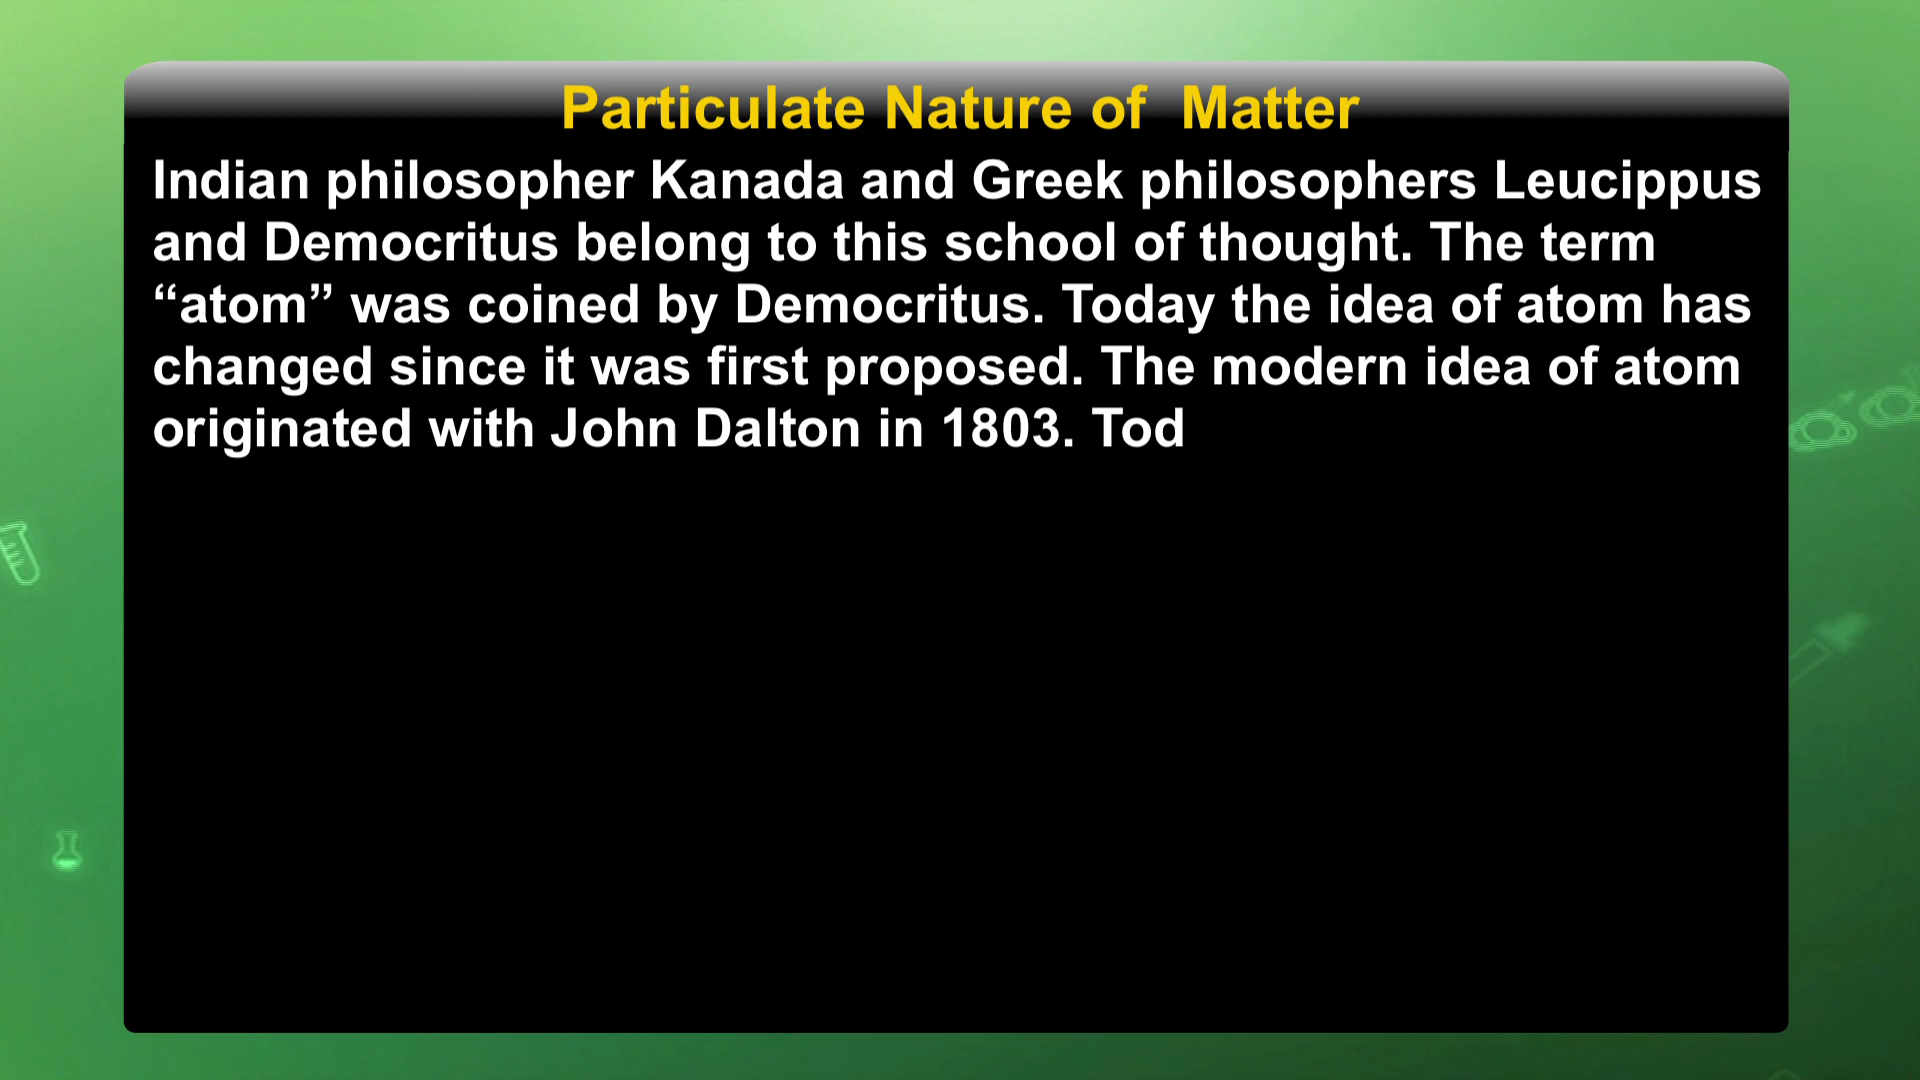 Particulate Nature of  Matter
Indian philosopher Kanada and Greek philosophers Leucippus
and Democritus belong to this school of thought. The term
“atom” was coined by Democritus. Today the idea of atom has
changed since it was first proposed. The modern idea of atom
originated with John Dalton in 1803. Tod